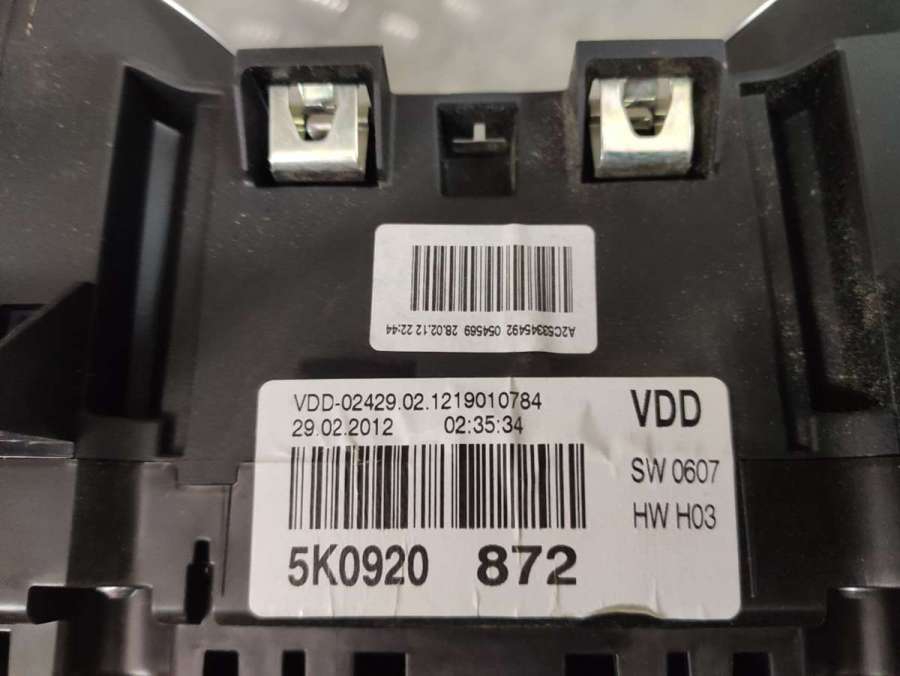 A2C53345492 054569 28.02.12 22:44
VDD-02429.02.1219010784
29.02.2012 02:35:34
VDD
SW 0607
HW H03
5K0920 872